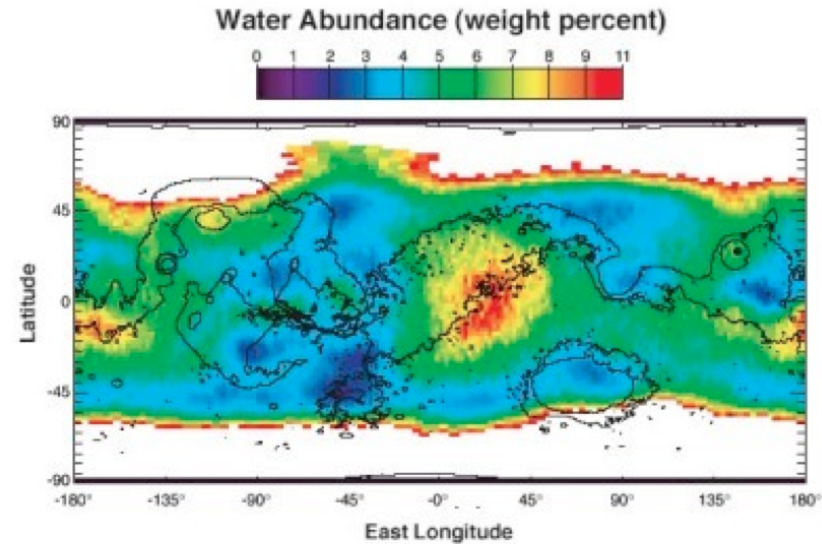 Water Abundance (weight percent)
0 1 2 3 4 5 6 7 8 9 11
90
45
0
-45
-90
Latitude
-180° -135° -90° -45° -0° 45° 90° 135° 180°
East Longitude